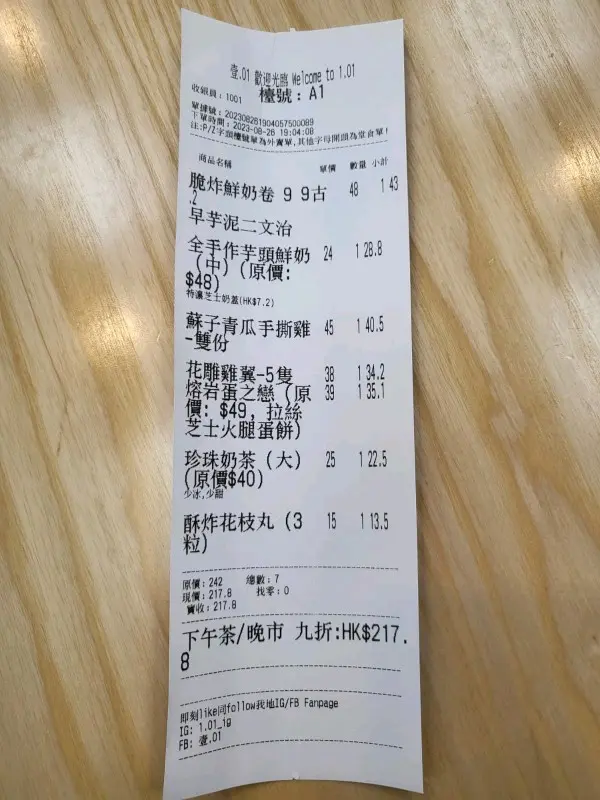 壹.01 歡迎光臨 Welcome to 1.01
收銀員: 1001 檯號: A1
單據號: 202308261904057500089
下單時間: 2023-08-26 19:04:08
注:P/Z字頭檯號單為外賣單,其他字母開頭為堂食單!
商品名稱 單價 數量 小計
脆炸鮮奶卷 9 9古 48 1 43
.2
早芋泥二文治
全手作芋頭鮮奶 24 1 28.8
(中) (原價:
$48)
特濃芝士奶蓋(HK$7.2)
蘇子青瓜手撕雞 45 1 40.5
-雙份
花雕雞翼-5隻 38 1 34.2
熔岩蛋之戀 (原 39 1 35.1
價: $49, 拉絲
芝士火腿蛋餅)
珍珠奶茶 (大) 25 1 22.5
(原價$40)
少冰,少甜
酥炸花枝丸 (3 15 1 13.5
粒)
原價: 242 總數: 7
現價: 217.8 找零: 0
實收: 217.8
下午茶/晚市 九折:HK$217.
8
即刻like同follow我地IG/FB Fanpage
IG: 1.01_ig
FB: 壹.01